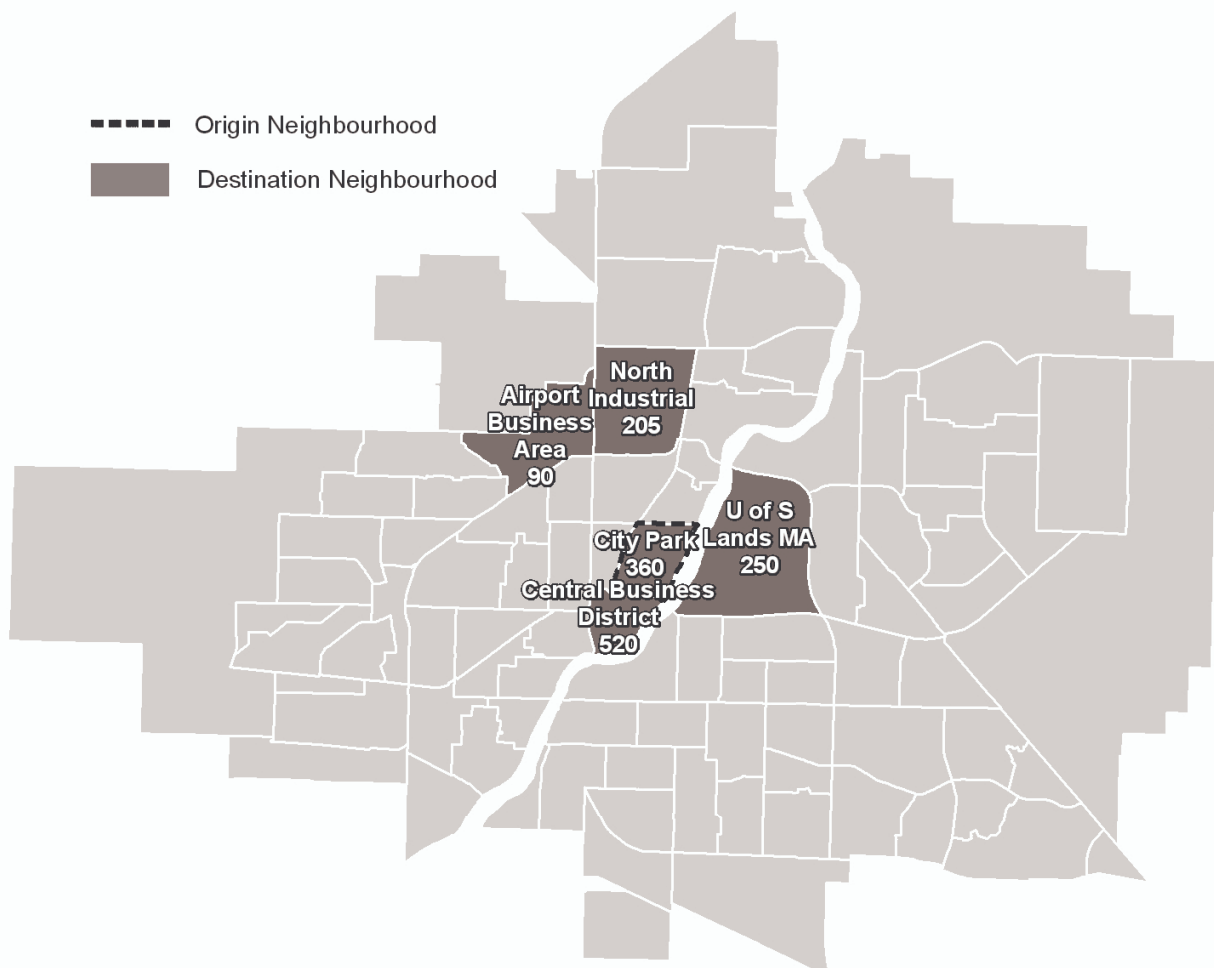 Origin Neighbourhood
Destination Neighbourhood
North
Industrial
205
Airport
Business
Area
90
U of S
Lands MA
250
City Park
360
Central Business
District
520